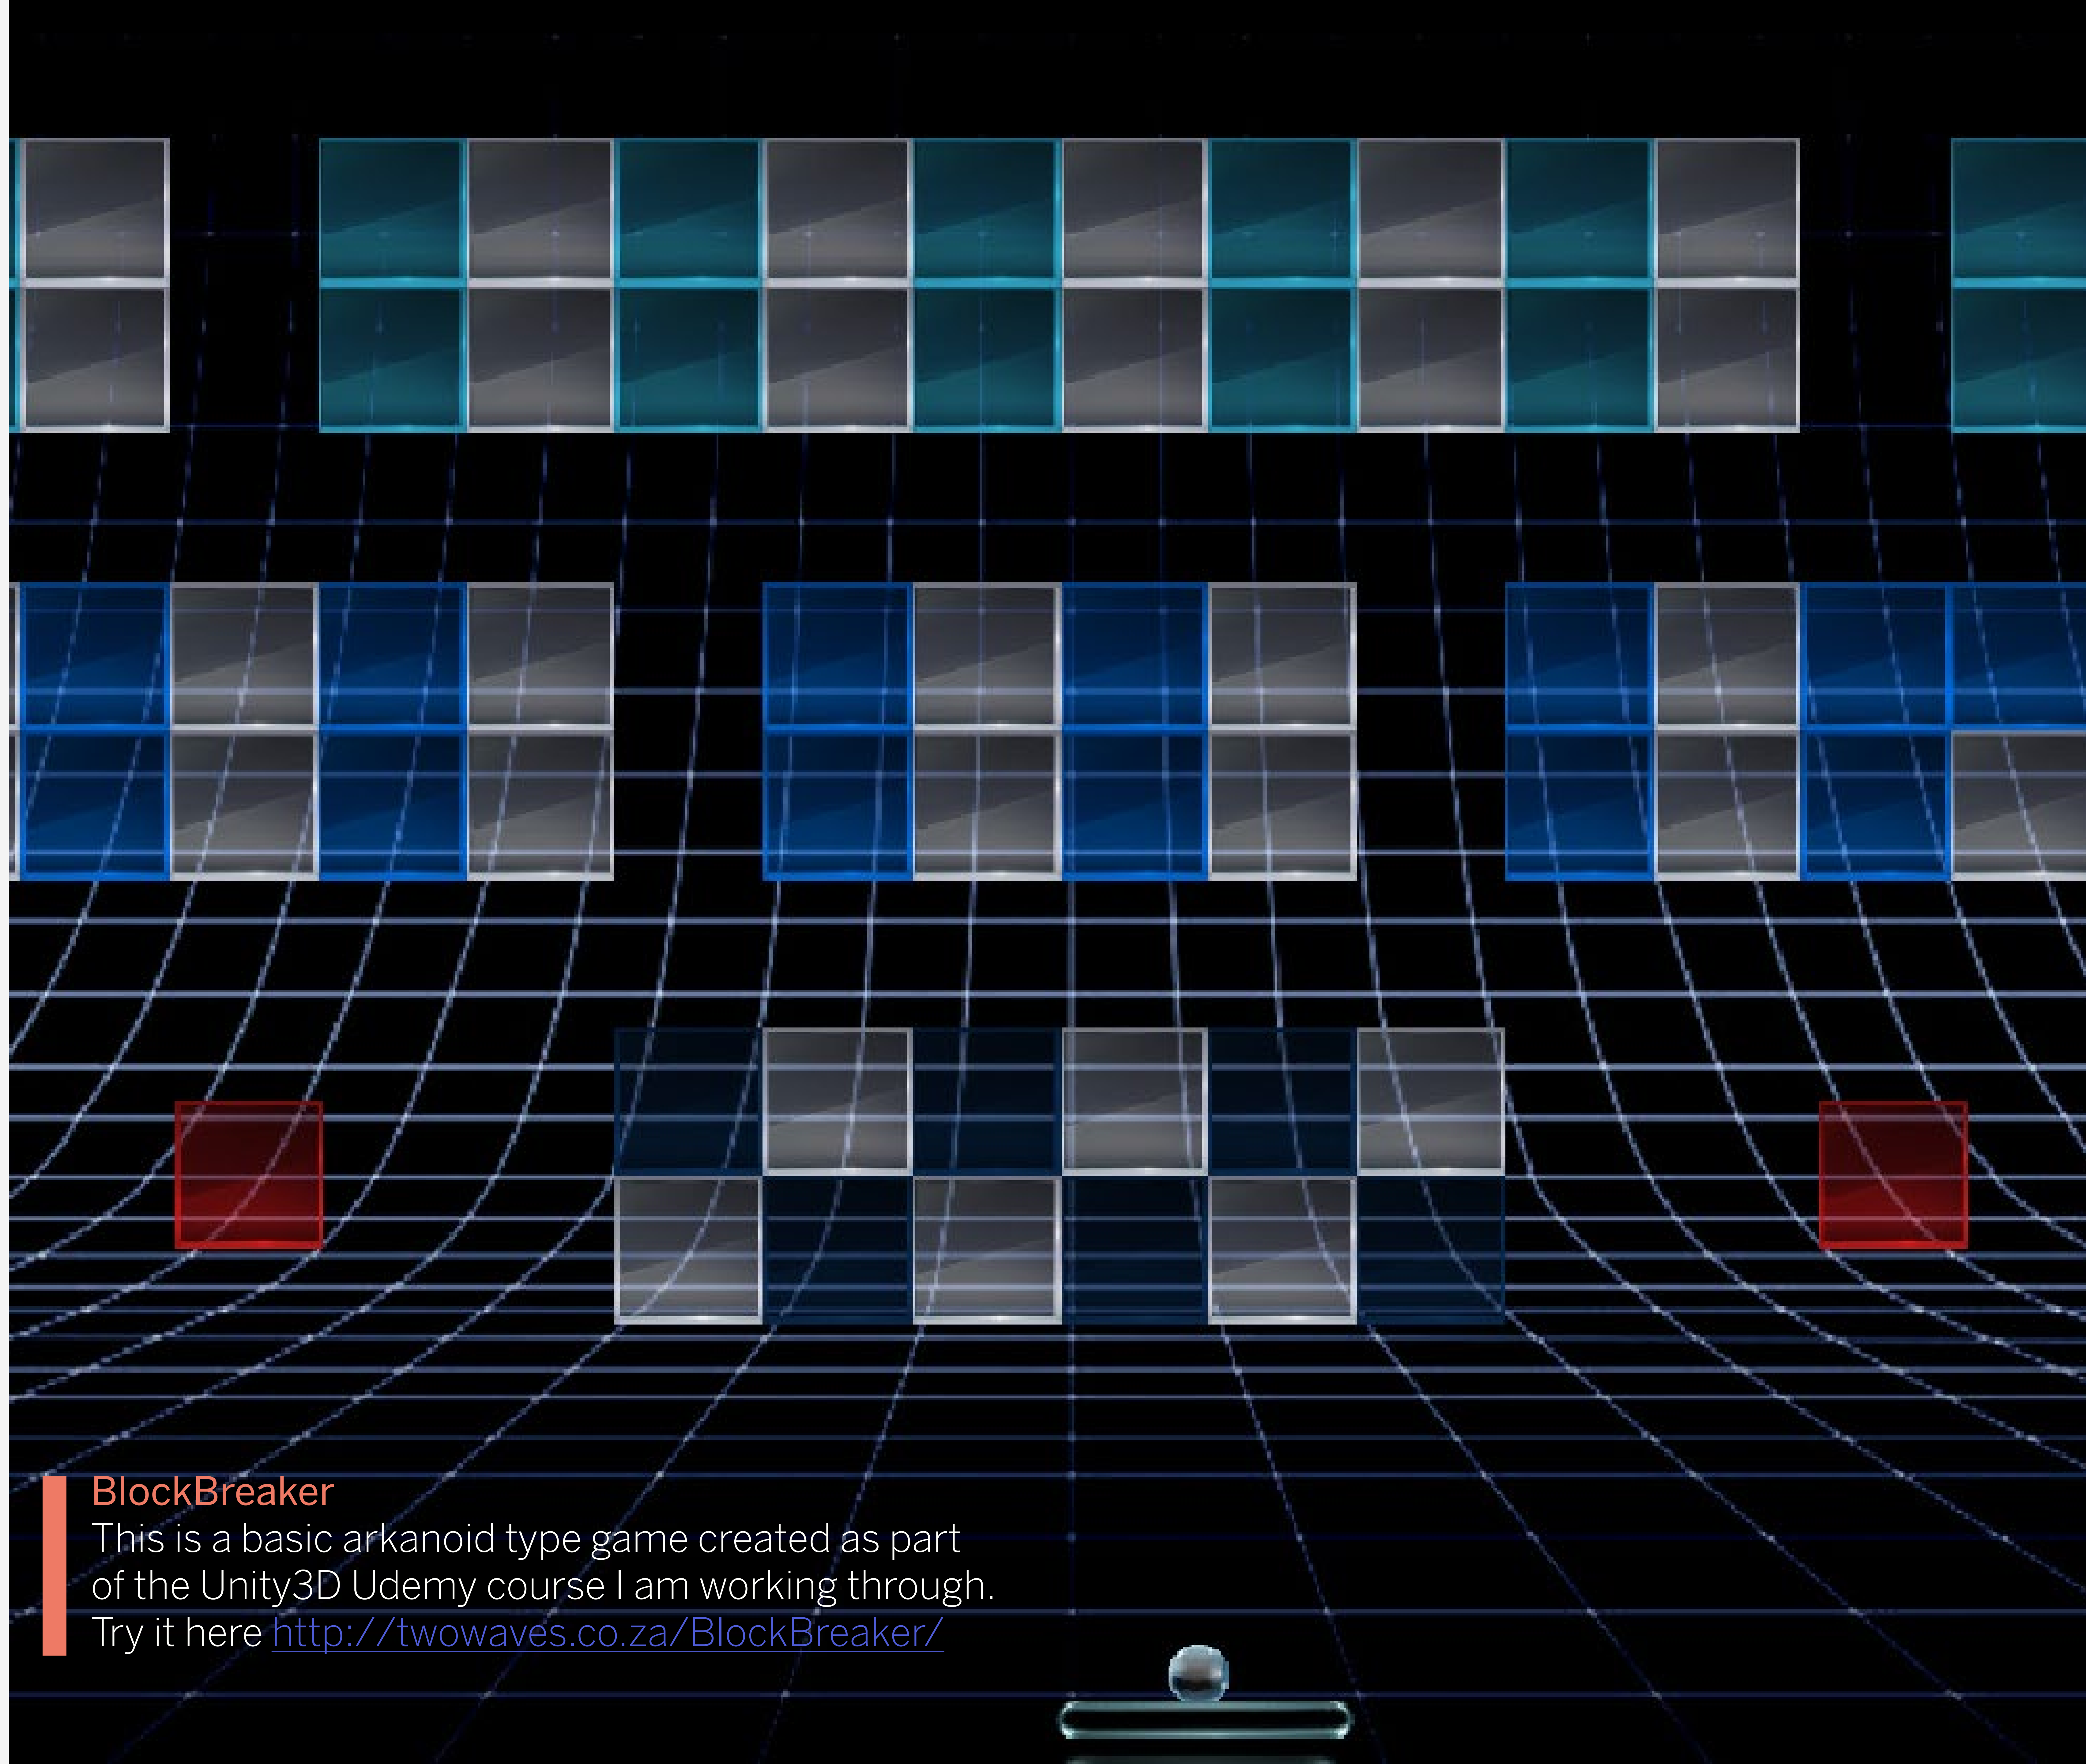 BlockBreaker
This is a basic arkanoid type game created as part
of the Unity3D Udemy course I am working through.
Try it here http://twowaves.co.za/BlockBreaker/